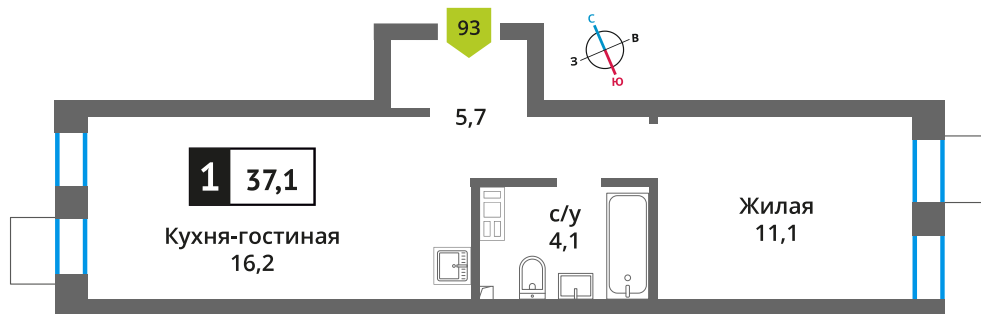 93
С
В
З
Ю
5,7
1 37,1
Кухня-гостиная
16,2
с/у
4,1
Жилая
11,1